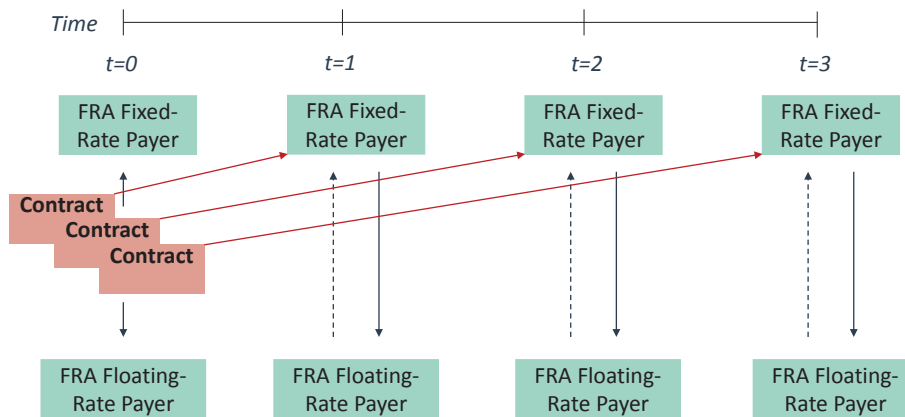 Time
t=0 t=1 t=2 t=3
FRA Fixed-
Rate Payer
FRA Fixed-
Rate Payer
FRA Fixed-
Rate Payer
FRA Fixed-
Rate Payer
Contract
Contract
Contract
FRA Floating-
Rate Payer
FRA Floating-
Rate Payer
FRA Floating-
Rate Payer
FRA Floating-
Rate Payer